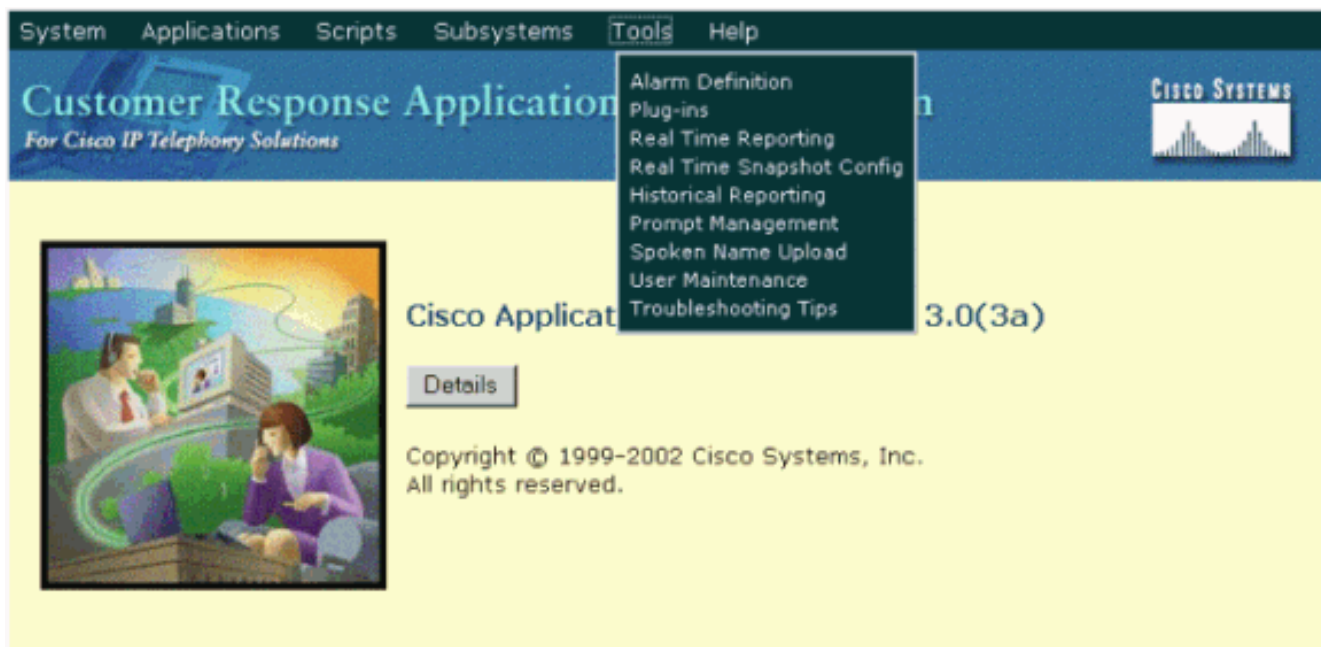 System Applications Scripts Subsystems Tools Help
Customer Response Application
For Cisco IP Telephony Solutions
CISCO SYSTEMS
Alarm Definition
Plug-ins
Real Time Reporting
Real Time Snapshot Config
Historical Reporting
Prompt Management
Spoken Name Upload
User Maintenance
Troubleshooting Tips
Cisco Applicat 3.0(3a)
Details
Copyright © 1999-2002 Cisco Systems, Inc.
All rights reserved.